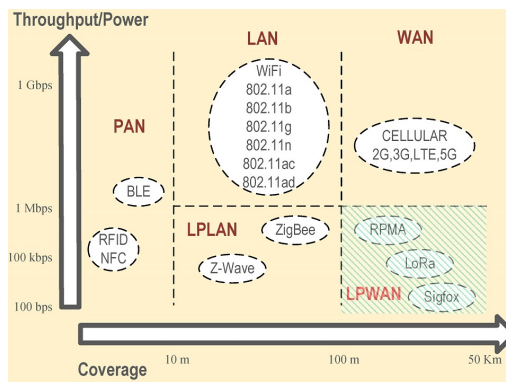 Throughput/Power
LAN
WAN
WiFi
802.11a
802.11b
802.11g
802.11n
802.11ac
802.11ad
1 Gbps
PAN
CELLULAR
2G,3G,LTE,5G
BLE
1 Mbps
LPLAN
ZigBee
RPMA
RFID
NFC
100 kbps
Z-Wave
LoRa
LPWAN
Sigfox
100 bps
Coverage
10 m
100 m
50 Km